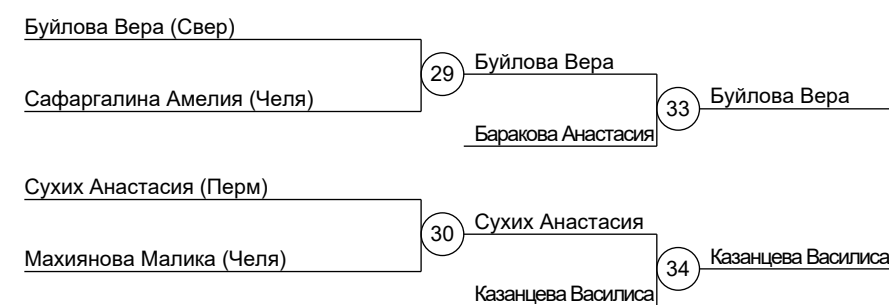 Буйлова Вера (Свер)
29
Буйлова Вера
Сафаргалина Амелия (Челя)
33
Буйлова Вера
Баракова Анастасия
Сухих Анастасия (Перм)
30
Сухих Анастасия
Махиянова Малика (Челя)
34
Казанцева Василиса
Казанцева Василиса